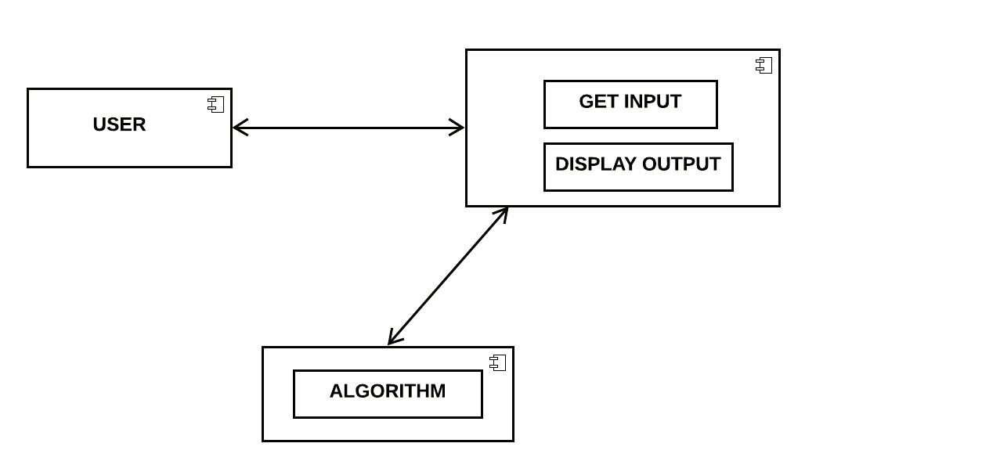 USER
GET INPUT
DISPLAY OUTPUT
ALGORITHM